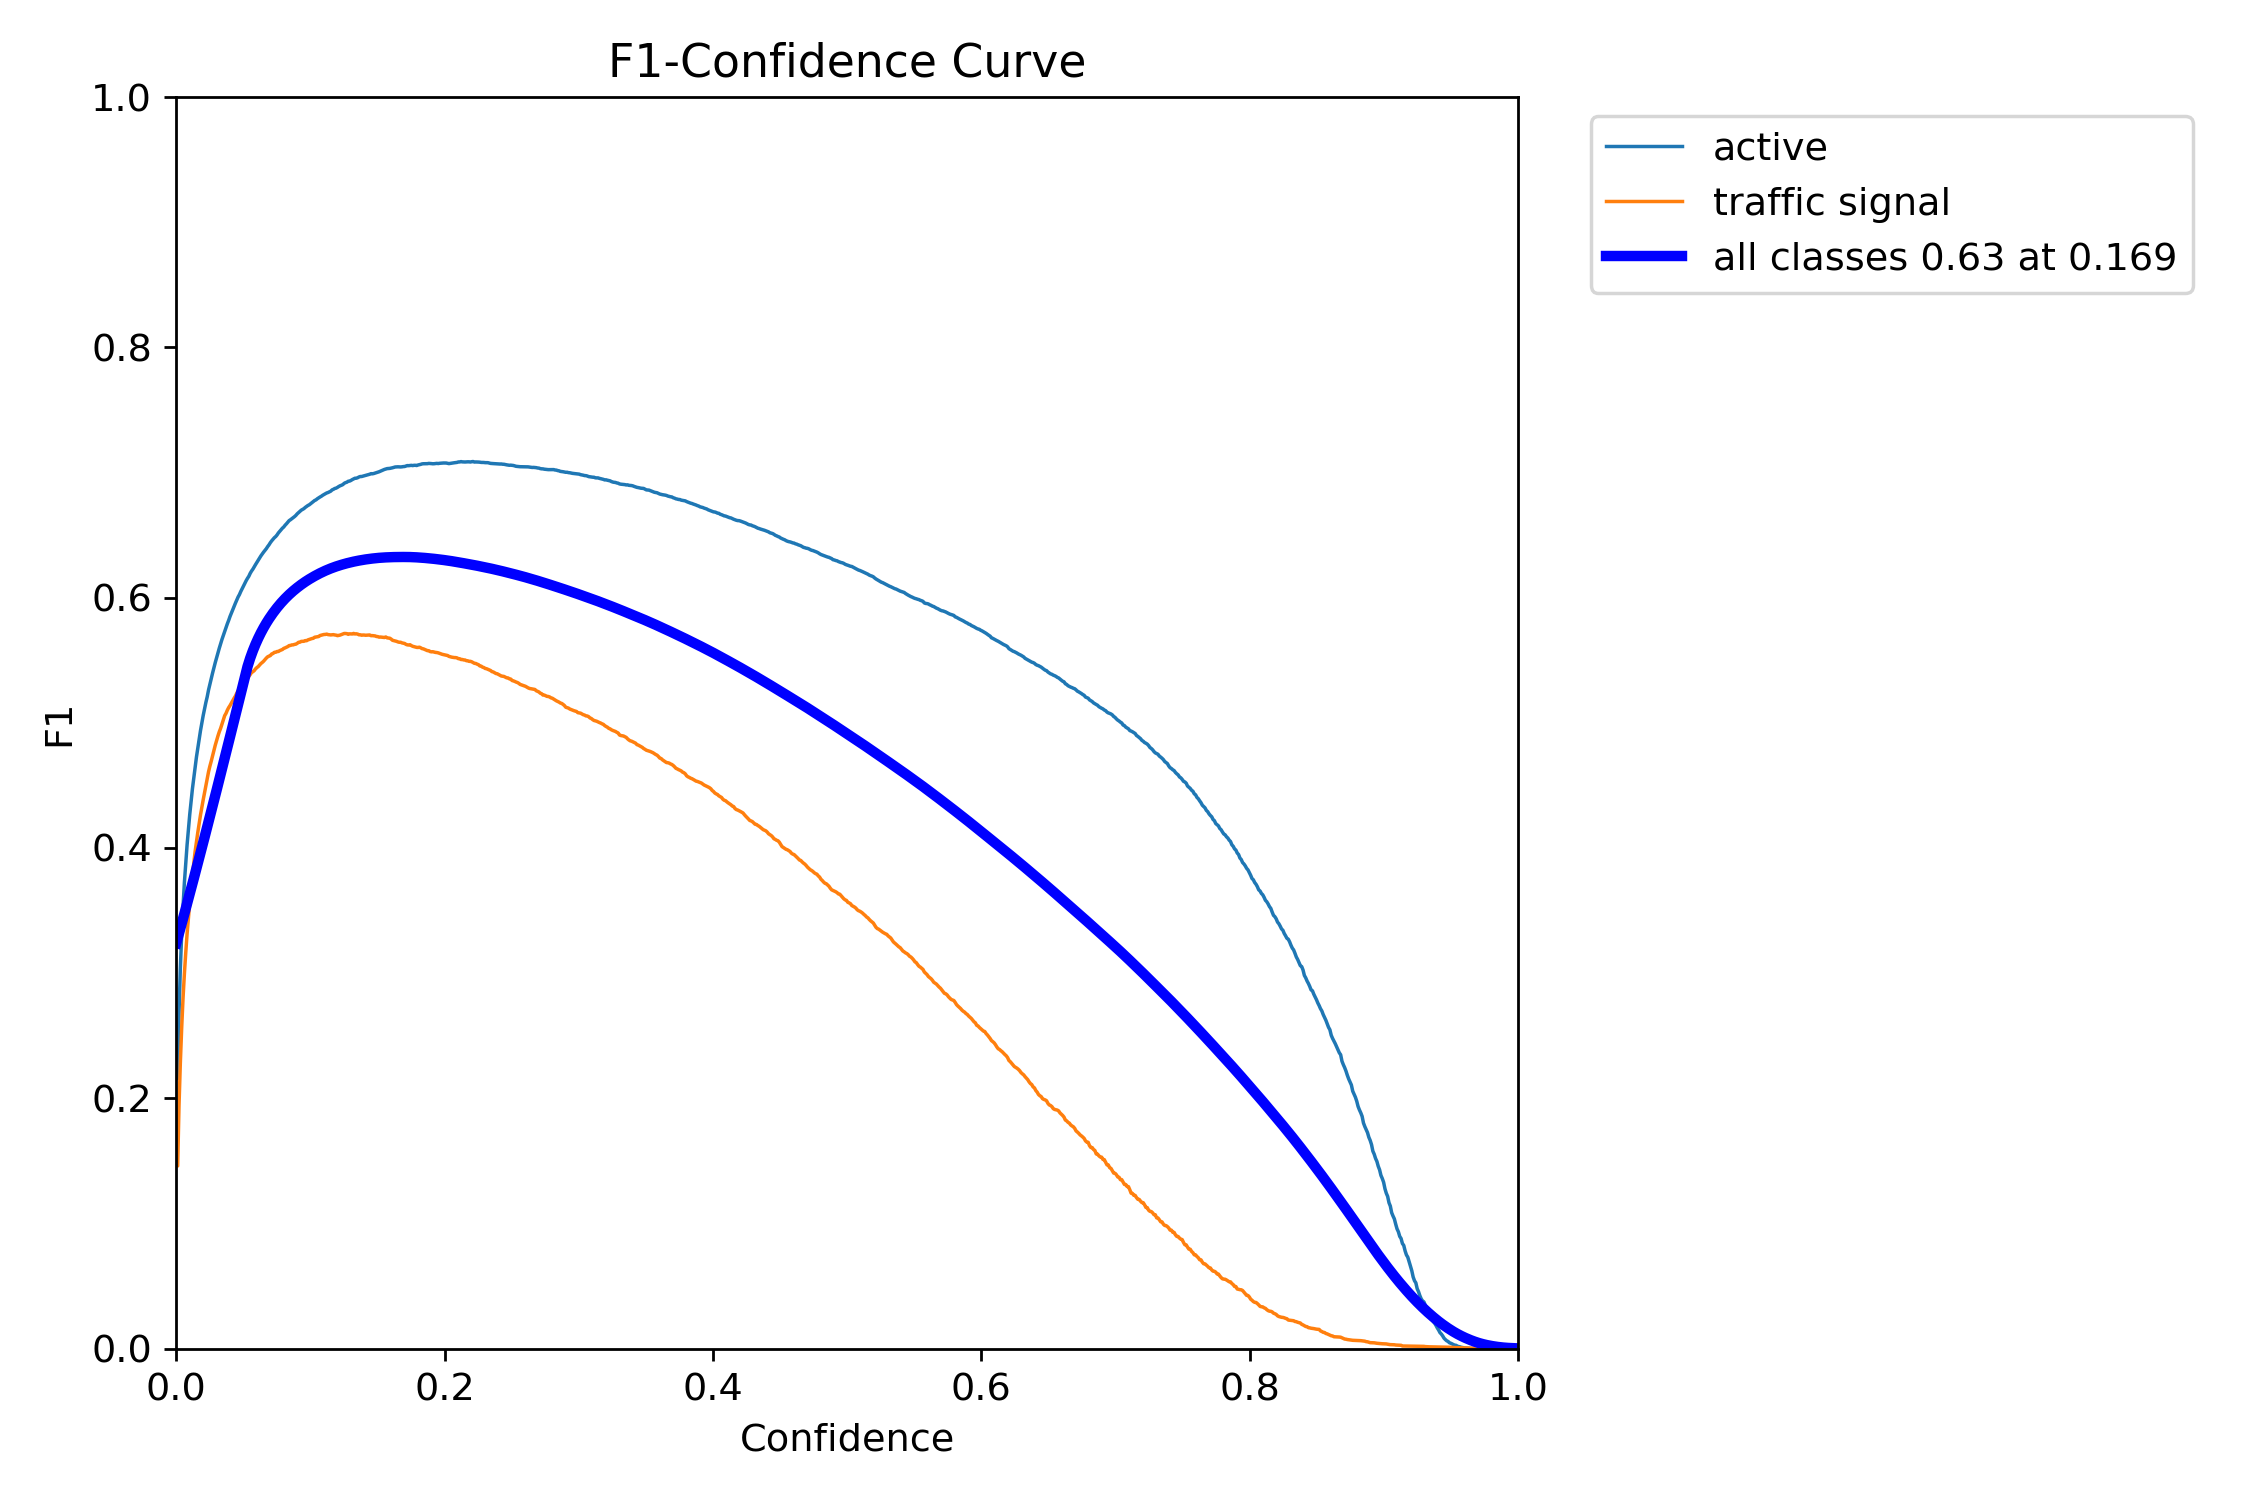 F1-Confidence Curve
1.0
0.8
0.6
0.4
0.2
0.0
F1
0.0 0.2 0.4 0.6 0.8 1.0
Confidence
active
traffic signal
all classes 0.63 at 0.169